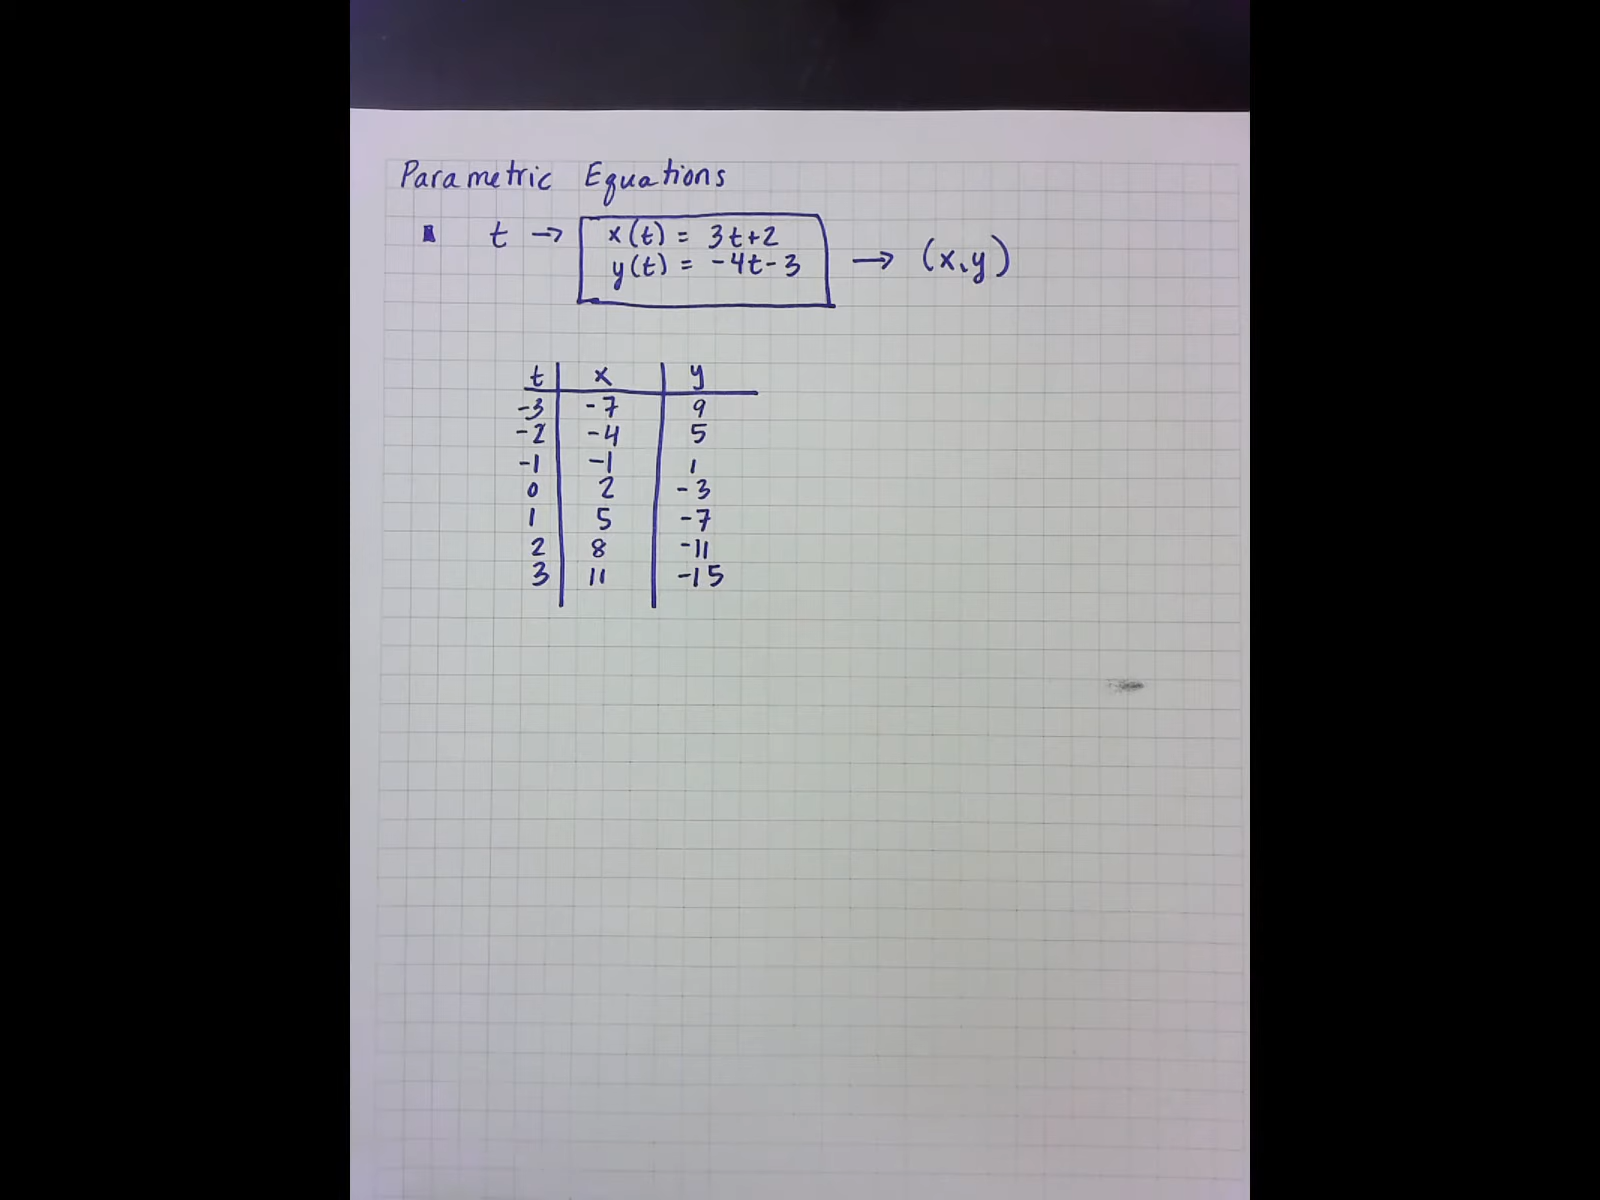 Parametric Equations
t → x(t) = 3t+2
y(t) = -4t-3 → (x,y)
t x y
-3 -7 9
-2 -4 5
-1 -1 1
0 2 -3
1 5 -7
2 8 -11
3 11 -15